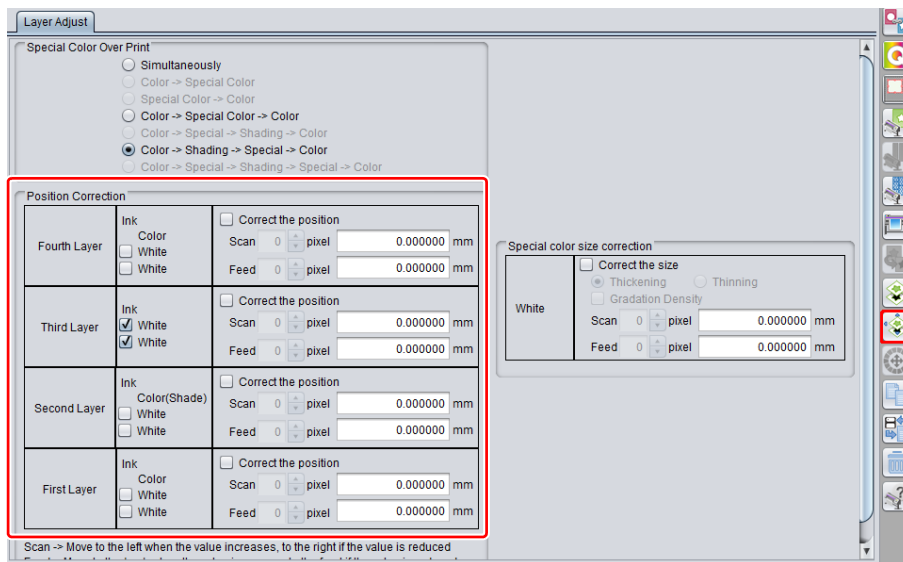 Layer Adjust
Special Color Over Print
Simultaneously
Color -> Special Color
Special Color -> Color
Color -> Special Color -> Color
Color -> Special -> Shading -> Color
Color -> Shading -> Special -> Color
Color -> Special -> Shading -> Special -> Color
Position Correction
Fourth Layer
Ink
Color
White
White
Correct the position
Scan 0 pixel 0.000000 mm
Feed 0 pixel 0.000000 mm
Third Layer
Ink
White
White
Correct the position
Scan 0 pixel 0.000000 mm
Feed 0 pixel 0.000000 mm
Second Layer
Ink
Color(Shade)
White
White
Correct the position
Scan 0 pixel 0.000000 mm
Feed 0 pixel 0.000000 mm
First Layer
Ink
Color
White
White
Correct the position
Scan 0 pixel 0.000000 mm
Feed 0 pixel 0.000000 mm
Scan -> Move to the left when the value increases, to the right if the value is reduced
Special color size correction
White
Correct the size
Thickening Thinning
Gradation Density
Scan 0 pixel 0.000000 mm
Feed 0 pixel 0.000000 mm